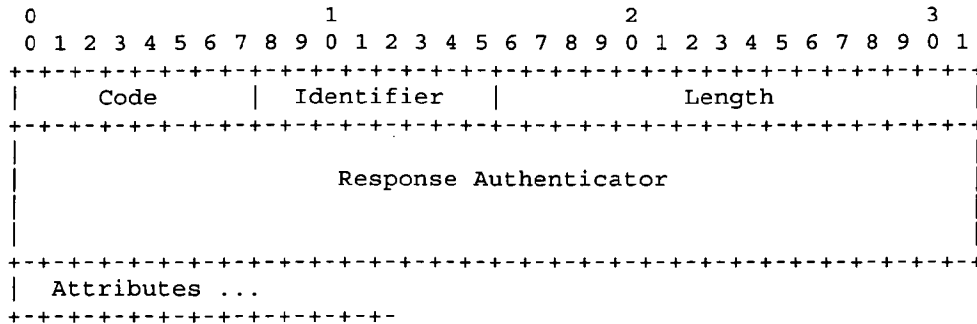 0                   1                   2                   3
0 1 2 3 4 5 6 7 8 9 0 1 2 3 4 5 6 7 8 9 0 1 2 3 4 5 6 7 8 9 0 1
+-+-+-+-+-+-+-+-+-+-+-+-+-+-+-+-+-+-+-+-+-+-+-+-+-+-+-+-+-+-+-+-+
|     Code      |  Identifier   |            Length             |
+-+-+-+-+-+-+-+-+-+-+-+-+-+-+-+-+-+-+-+-+-+-+-+-+-+-+-+-+-+-+-+-+
|                                                               |
|                     Response Authenticator                    |
|                                                               |
|                                                               |
+-+-+-+-+-+-+-+-+-+-+-+-+-+-+-+-+-+-+-+-+-+-+-+-+-+-+-+-+-+-+-+-+
|  Attributes ...
+-+-+-+-+-+-+-+-+-+-+-+-+-